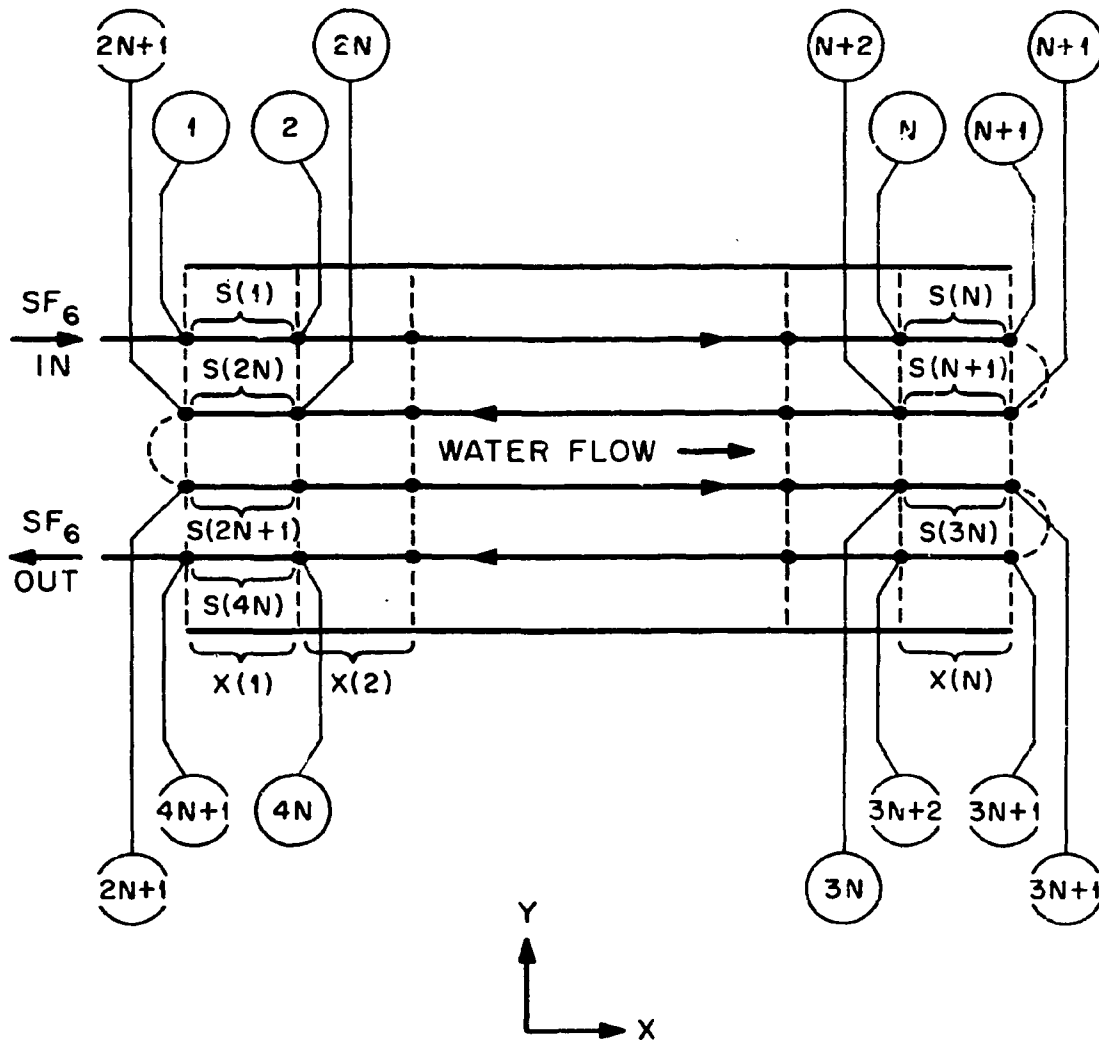 2N+1
2N
N+2
N+1
1
2
N
N+1
S(1)
S(N)
SF6
IN
S(2N)
S(N+1)
WATER FLOW
SF6
OUT
S(2N+1)
S(3N)
S(4N)
X(1)
X(2)
X(N)
4N+1
4N
3N+2
3N+1
2N+1
3N
3N+1
Y
X